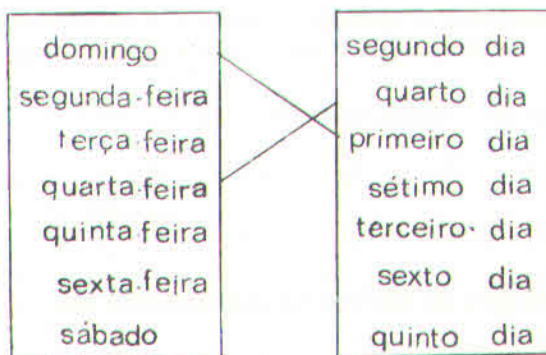 domingo
segunda-feira
terça-feira
quarta-feira
quinta-feira
sexta-feira
sábado
segundo dia
quarto dia
primeiro dia
sétimo dia
terceiro dia
sexto dia
quinto dia